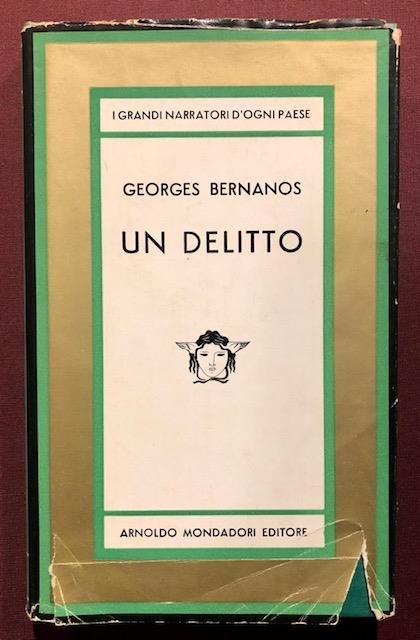 I GRANDI NARRATORI D'OGNI PAESE
GEORGES BERNANOS
UN DELITTO
ARNOLDO MONDADORI EDITORE